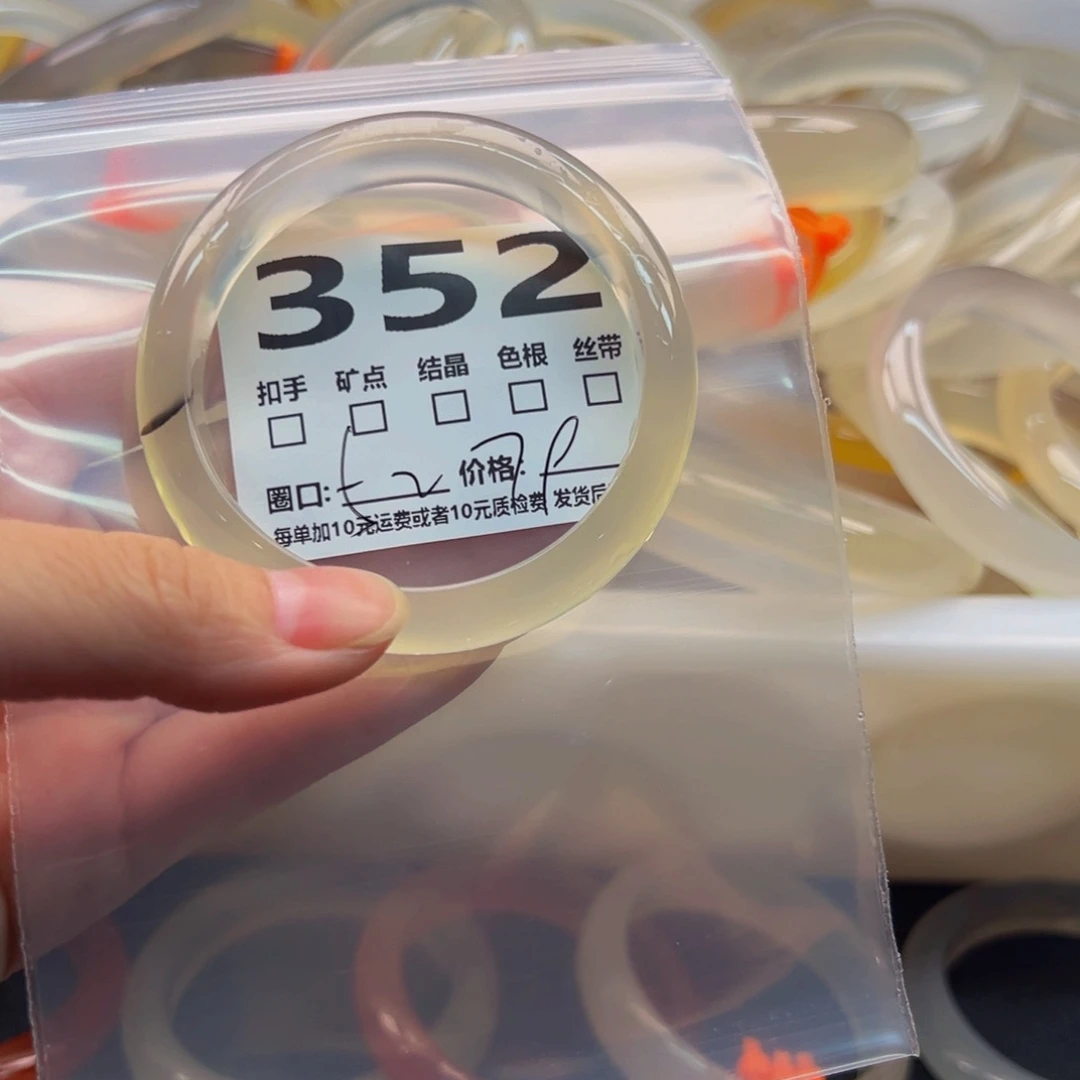 352
扣手 矿点 结晶 色根 丝带
□ □ □ □ □
圈口: 价格:
每单加10元运费或者10元质检费 发货后